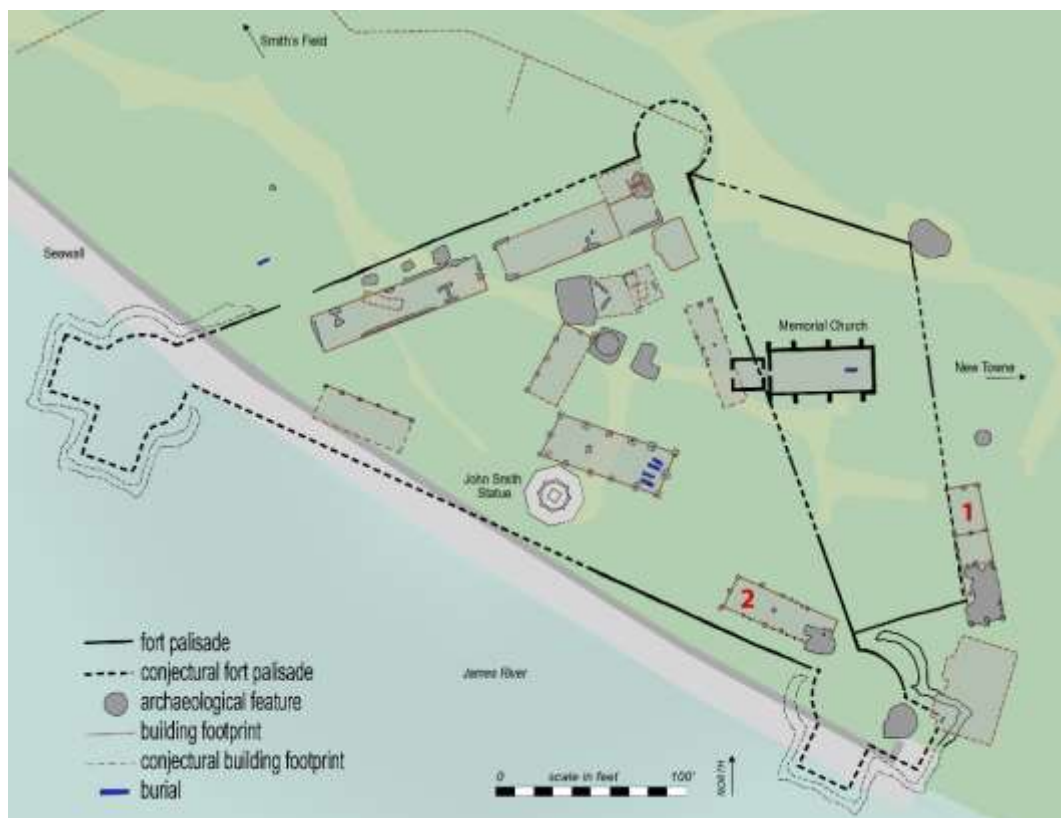 Smith's Field
Seawall
Memorial Church
New Towne
1
John Smith
Statue
2
fort palisade
conjectural fort palisade
archaeological feature
building footprint
conjectural building footprint
burial
James River
0 scale in feet 100'
NORTH